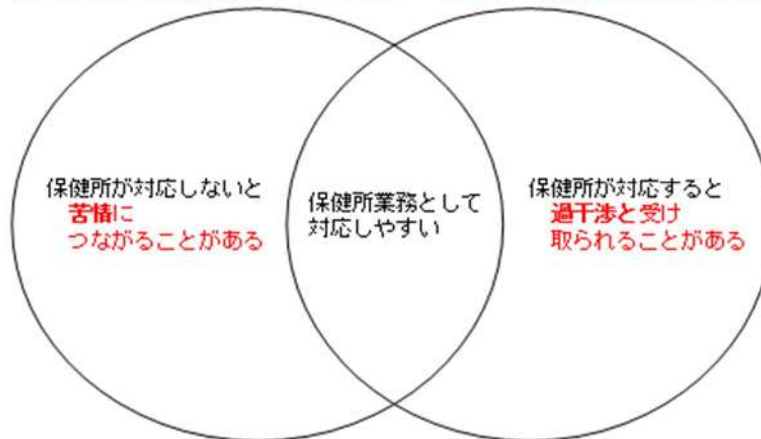 保健所が対応しないと
苦情に
つながることがある
保健所業務として
対応しやすい
保健所が対応すると
過干渉と受け
取られることがある